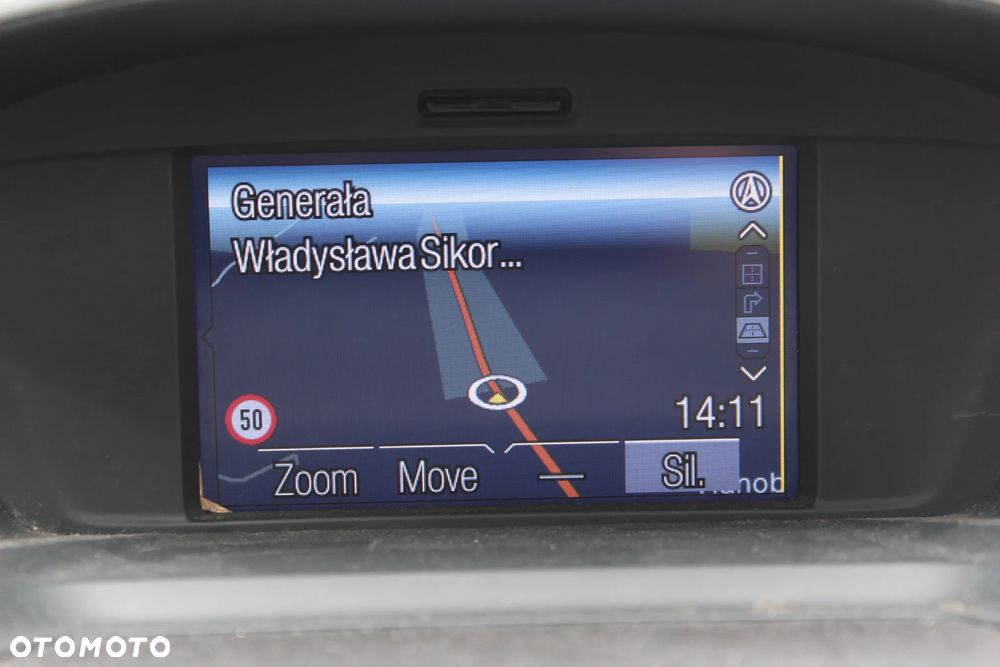 Generała
Władysława Sikor...
50
14:11
Zoom Move Sil.
OTOMOTO